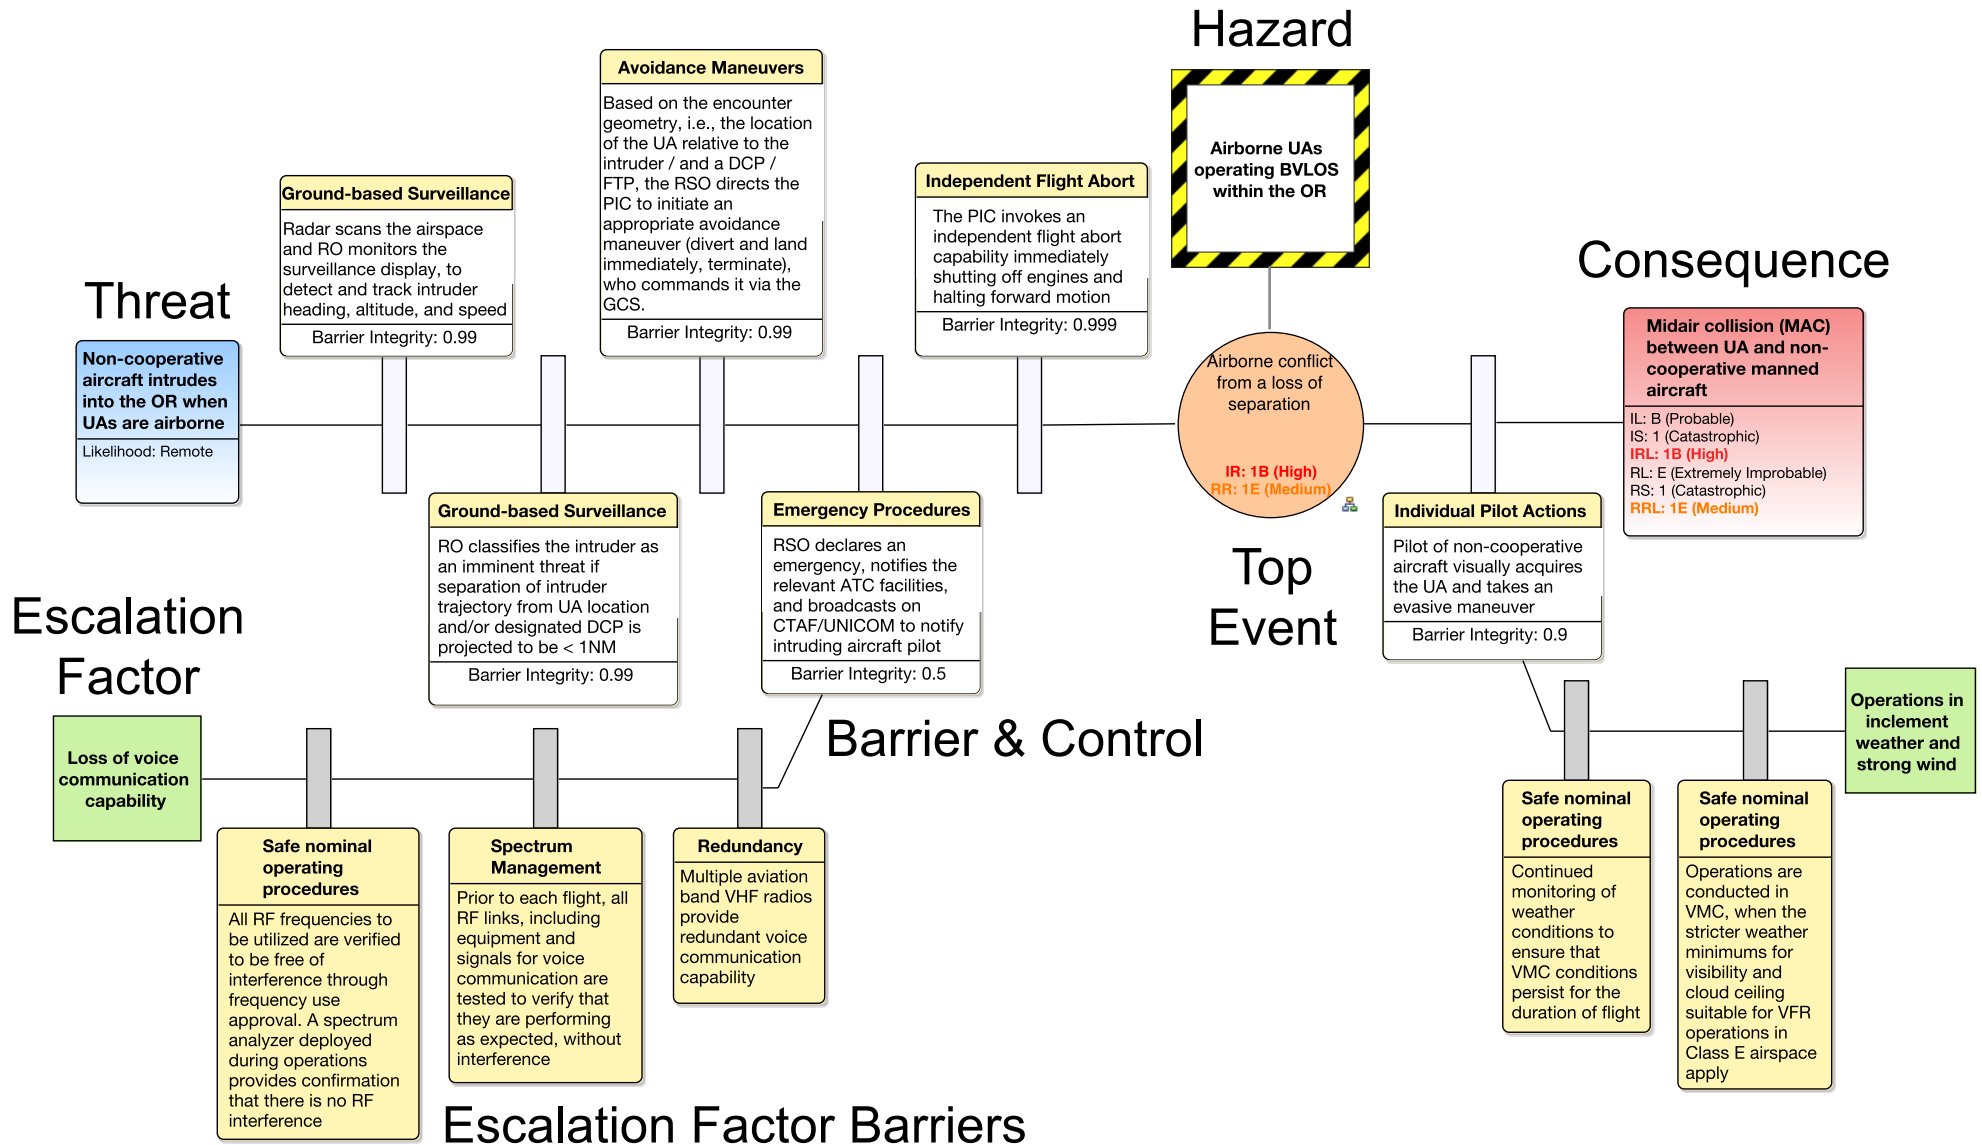 Hazard
Airborne UAs
operating BVLOS
within the OR
Avoidance Maneuvers
Based on the encounter
geometry, i.e., the location
of the UA relative to the
intruder / and a DCP /
FTP, the RSO directs the
PIC to initiate an
appropriate avoidance
maneuver (divert and land
immediately, terminate),
who commands it via the
GCS.
Barrier Integrity: 0.99
Ground-based Surveillance
Radar scans the airspace
and RO monitors the
surveillance display, to
detect and track intruder
heading, altitude, and speed
Barrier Integrity: 0.99
Independent Flight Abort
The PIC invokes an
independent flight abort
capability immediately
shutting off engines and
halting forward motion
Barrier Integrity: 0.999
Threat
Non-cooperative
aircraft intrudes
into the OR when
UAs are airborne
Likelihood: Remote
Airborne conflict
from a loss of
separation
IR: 1B (High)
RR: 1E (Medium)
Top
Event
Consequence
Midair collision (MAC)
between UA and non-
cooperative manned
aircraft
IL: B (Probable)
IS: 1 (Catastrophic)
IRL: 1B (High)
RL: E (Extremely Improbable)
RS: 1 (Catastrophic)
RRL: 1E (Medium)
Ground-based Surveillance
RO classifies the intruder as
an imminent threat if
separation of intruder
trajectory from UA location
and/or designated DCP is
projected to be < 1NM
Barrier Integrity: 0.99
Emergency Procedures
RSO declares an
emergency, notifies the
relevant ATC facilities,
and broadcasts on
CTAF/UNICOM to notify
intruding aircraft pilot
Barrier Integrity: 0.5
Individual Pilot Actions
Pilot of non-cooperative
aircraft visually acquires
the UA and takes an
evasive maneuver
Barrier Integrity: 0.9
Escalation
Factor
Loss of voice
communication
capability
Barrier & Control
Operations in
inclement
weather and
strong wind
Safe nominal
operating
procedures
All RF frequencies to
be utilized are verified
to be free of
interference through
frequency use
approval. A spectrum
analyzer deployed
during operations
provides confirmation
that there is no RF
interference
Spectrum
Management
Prior to each flight, all
RF links, including
equipment and
signals for voice
communication are
tested to verify that
they are performing
as expected, without
interference
Redundancy
Multiple aviation
band VHF radios
provide
redundant voice
communication
capability
Safe nominal
operating
procedures
Continued
monitoring of
weather
conditions to
ensure that
VMC conditions
persist for the
duration of flight
Safe nominal
operating
procedures
Operations are
conducted in
VMC, when the
stricter weather
minimums for
visibility and
cloud ceiling
suitable for VFR
operations in
Class E airspace
apply
Escalation Factor Barriers